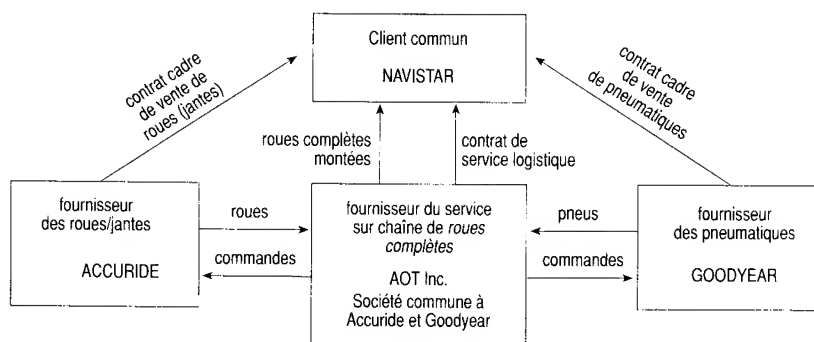 Client commun
NAVISTAR
contrat cadre
de vente de
roues (jantes)
contrat cadre
de vente
de pneumatiques
roues complètes
montées
contrat de
service logistique
fournisseur
des roues/jantes
ACCURIDE
roues
commandes
fournisseur du service
sur chaîne de roues
complètes
AOT Inc.
Société commune à
Accuride et Goodyear
pneus
commandes
fournisseur
des pneumatiques
GOODYEAR